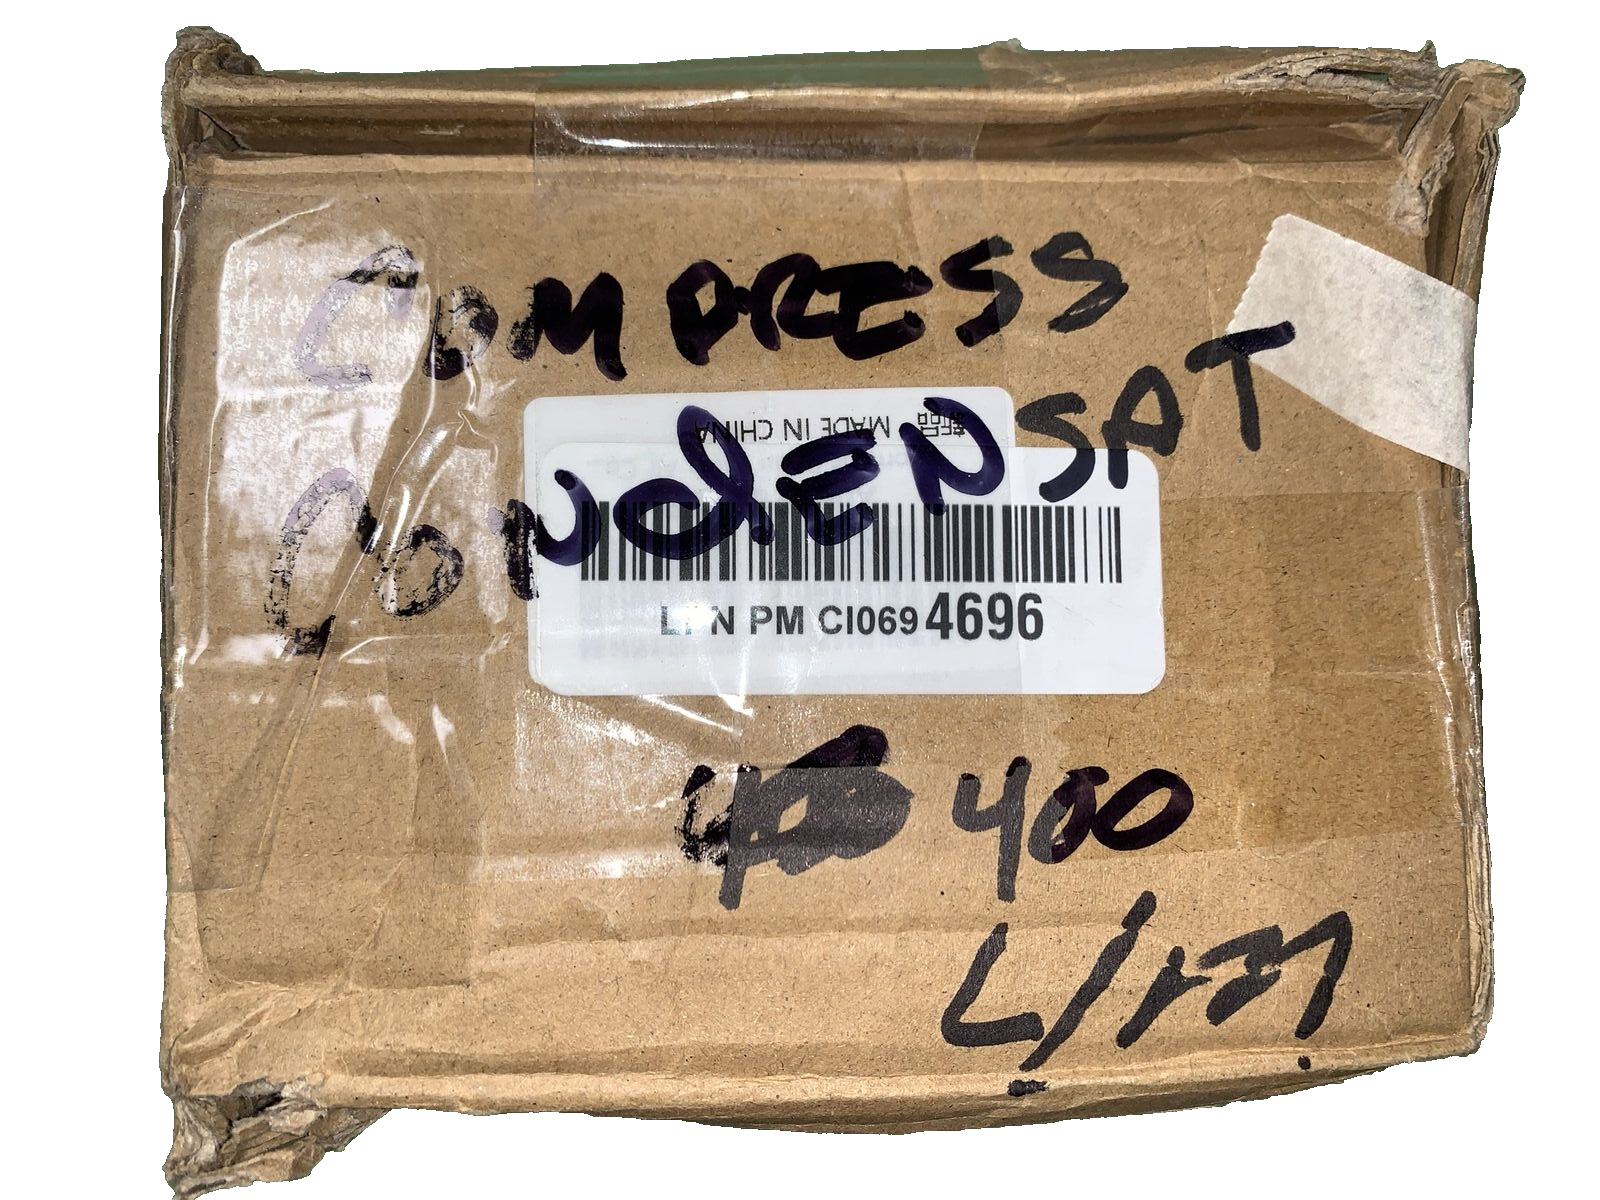 COMPRESS
CONdENSAT
MADE IN CHINA
LPN PM CI069 4696
400